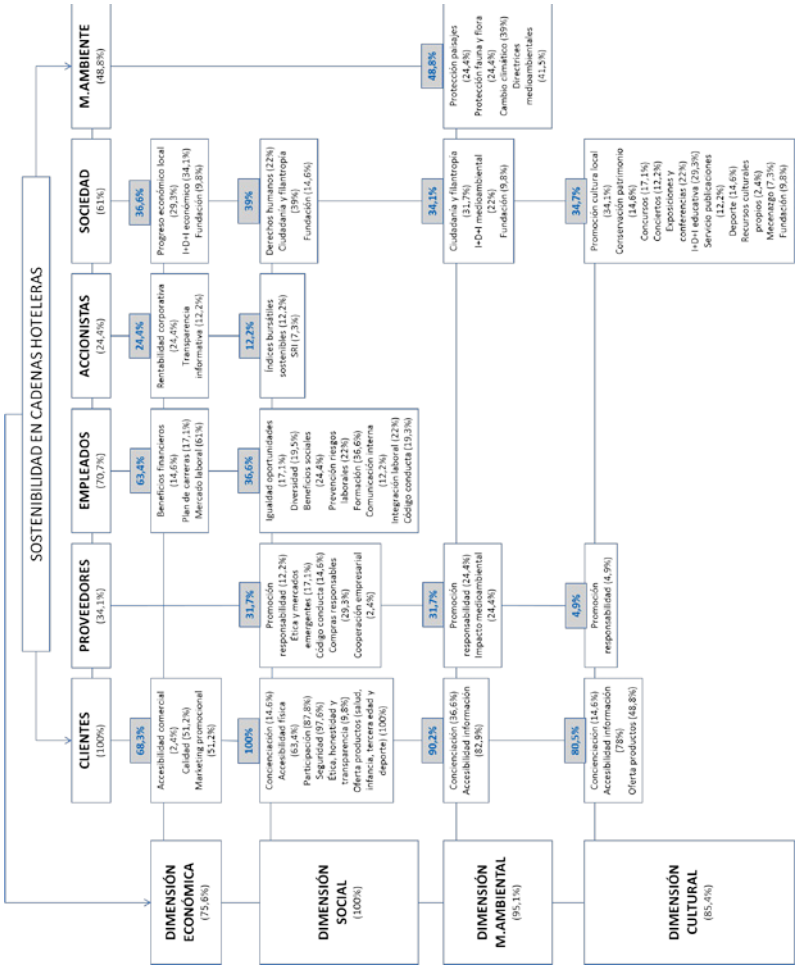 SOSTENIBILIDAD EN CADENAS HOTELERAS
CLIENTES
(100%)
PROVEEDORES
(34,1%)
EMPLEADOS
(70,7%)
ACCIONISTAS
(24,4%)
SOCIEDAD
(61%)
M.AMBIENTE
(48,8%)
DIMENSIÓN
ECONÓMICA
(75,6%)
68,3%
Accesibilidad comercial
(2,4%)
Calidad (51,2%)
Marketing promocional
(51,2%)
63,4%
Beneficios financieros
(14,6%)
Plan de carreras (17,1%)
Mercado laboral (61%)
24,4%
Rentabilidad corporativa
(24,4%)
Transparencia
informativa (12,2%)
36,6%
Progreso económico local
(29,3%)
I+D+I económico (34,1%)
Fundación (9,8%)
DIMENSIÓN
SOCIAL
(100%)
100%
Concienciación (14,6%)
Accesibilidad física
(63,4%)
Participación (87,8%)
Seguridad (97,6%)
Ética, honestidad y
transparencia (9,8%)
Oferta productos (salud,
infancia, tercera edad y
deporte) (100%)
31,7%
Promoción
responsabilidad (12,2%)
Ética y mercados
emergentes (17,1%)
Código conducta (14,6%)
Compras responsables
(29,3%)
Cooperación empresarial
(2,4%)
36,6%
Igualdad oportunidades
(17,1%)
Diversidad (19,5%)
Beneficios sociales
(24,4%)
Prevención riesgos
laborales (22%)
Formación (36,6%)
Comunicación interna
(12,2%)
Integración laboral (22%)
Código conducta (19,3%)
12,2%
Índices bursátiles
sostenibles (12,2%)
SRI (7,3%)
39%
Derechos humanos (22%)
Ciudadanía y filantropía
(39%)
Fundación (14,6%)
DIMENSIÓN
M.AMBIENTAL
(95,1%)
90,2%
Concienciación (36,6%)
Accesibilidad información
(82,9%)
31,7%
Promoción
responsabilidad (24,4%)
Impacto medioambiental
(24,4%)
34,1%
Ciudadanía y filantropía
(31,7%)
I+D+I medioambiental
(22%)
Fundación (9,8%)
48,8%
Protección paisajes
(24,4%)
Protección fauna y flora
(24,4%)
Cambio climático (39%)
Directrices
medioambientales
(41,5%)
DIMENSIÓN
CULTURAL
(85,4%)
80,5%
Concienciación (14,6%)
Accesibilidad información
(78%)
Oferta productos (48,8%)
4,9%
Promoción
responsabilidad (4,9%)
34,7%
Promoción cultura local
(34,1%)
Conservación patrimonio
(14,6%)
Concursos (17,1%)
Conciertos (12,2%)
Exposiciones y
conferencias (22%)
I+D+I educativa (29,3%)
Servicio publicaciones
(12,2%)
Deporte (14,6%)
Recursos culturales
propios (2,4%)
Mecenazgo (7,3%)
Fundación (9,8%)